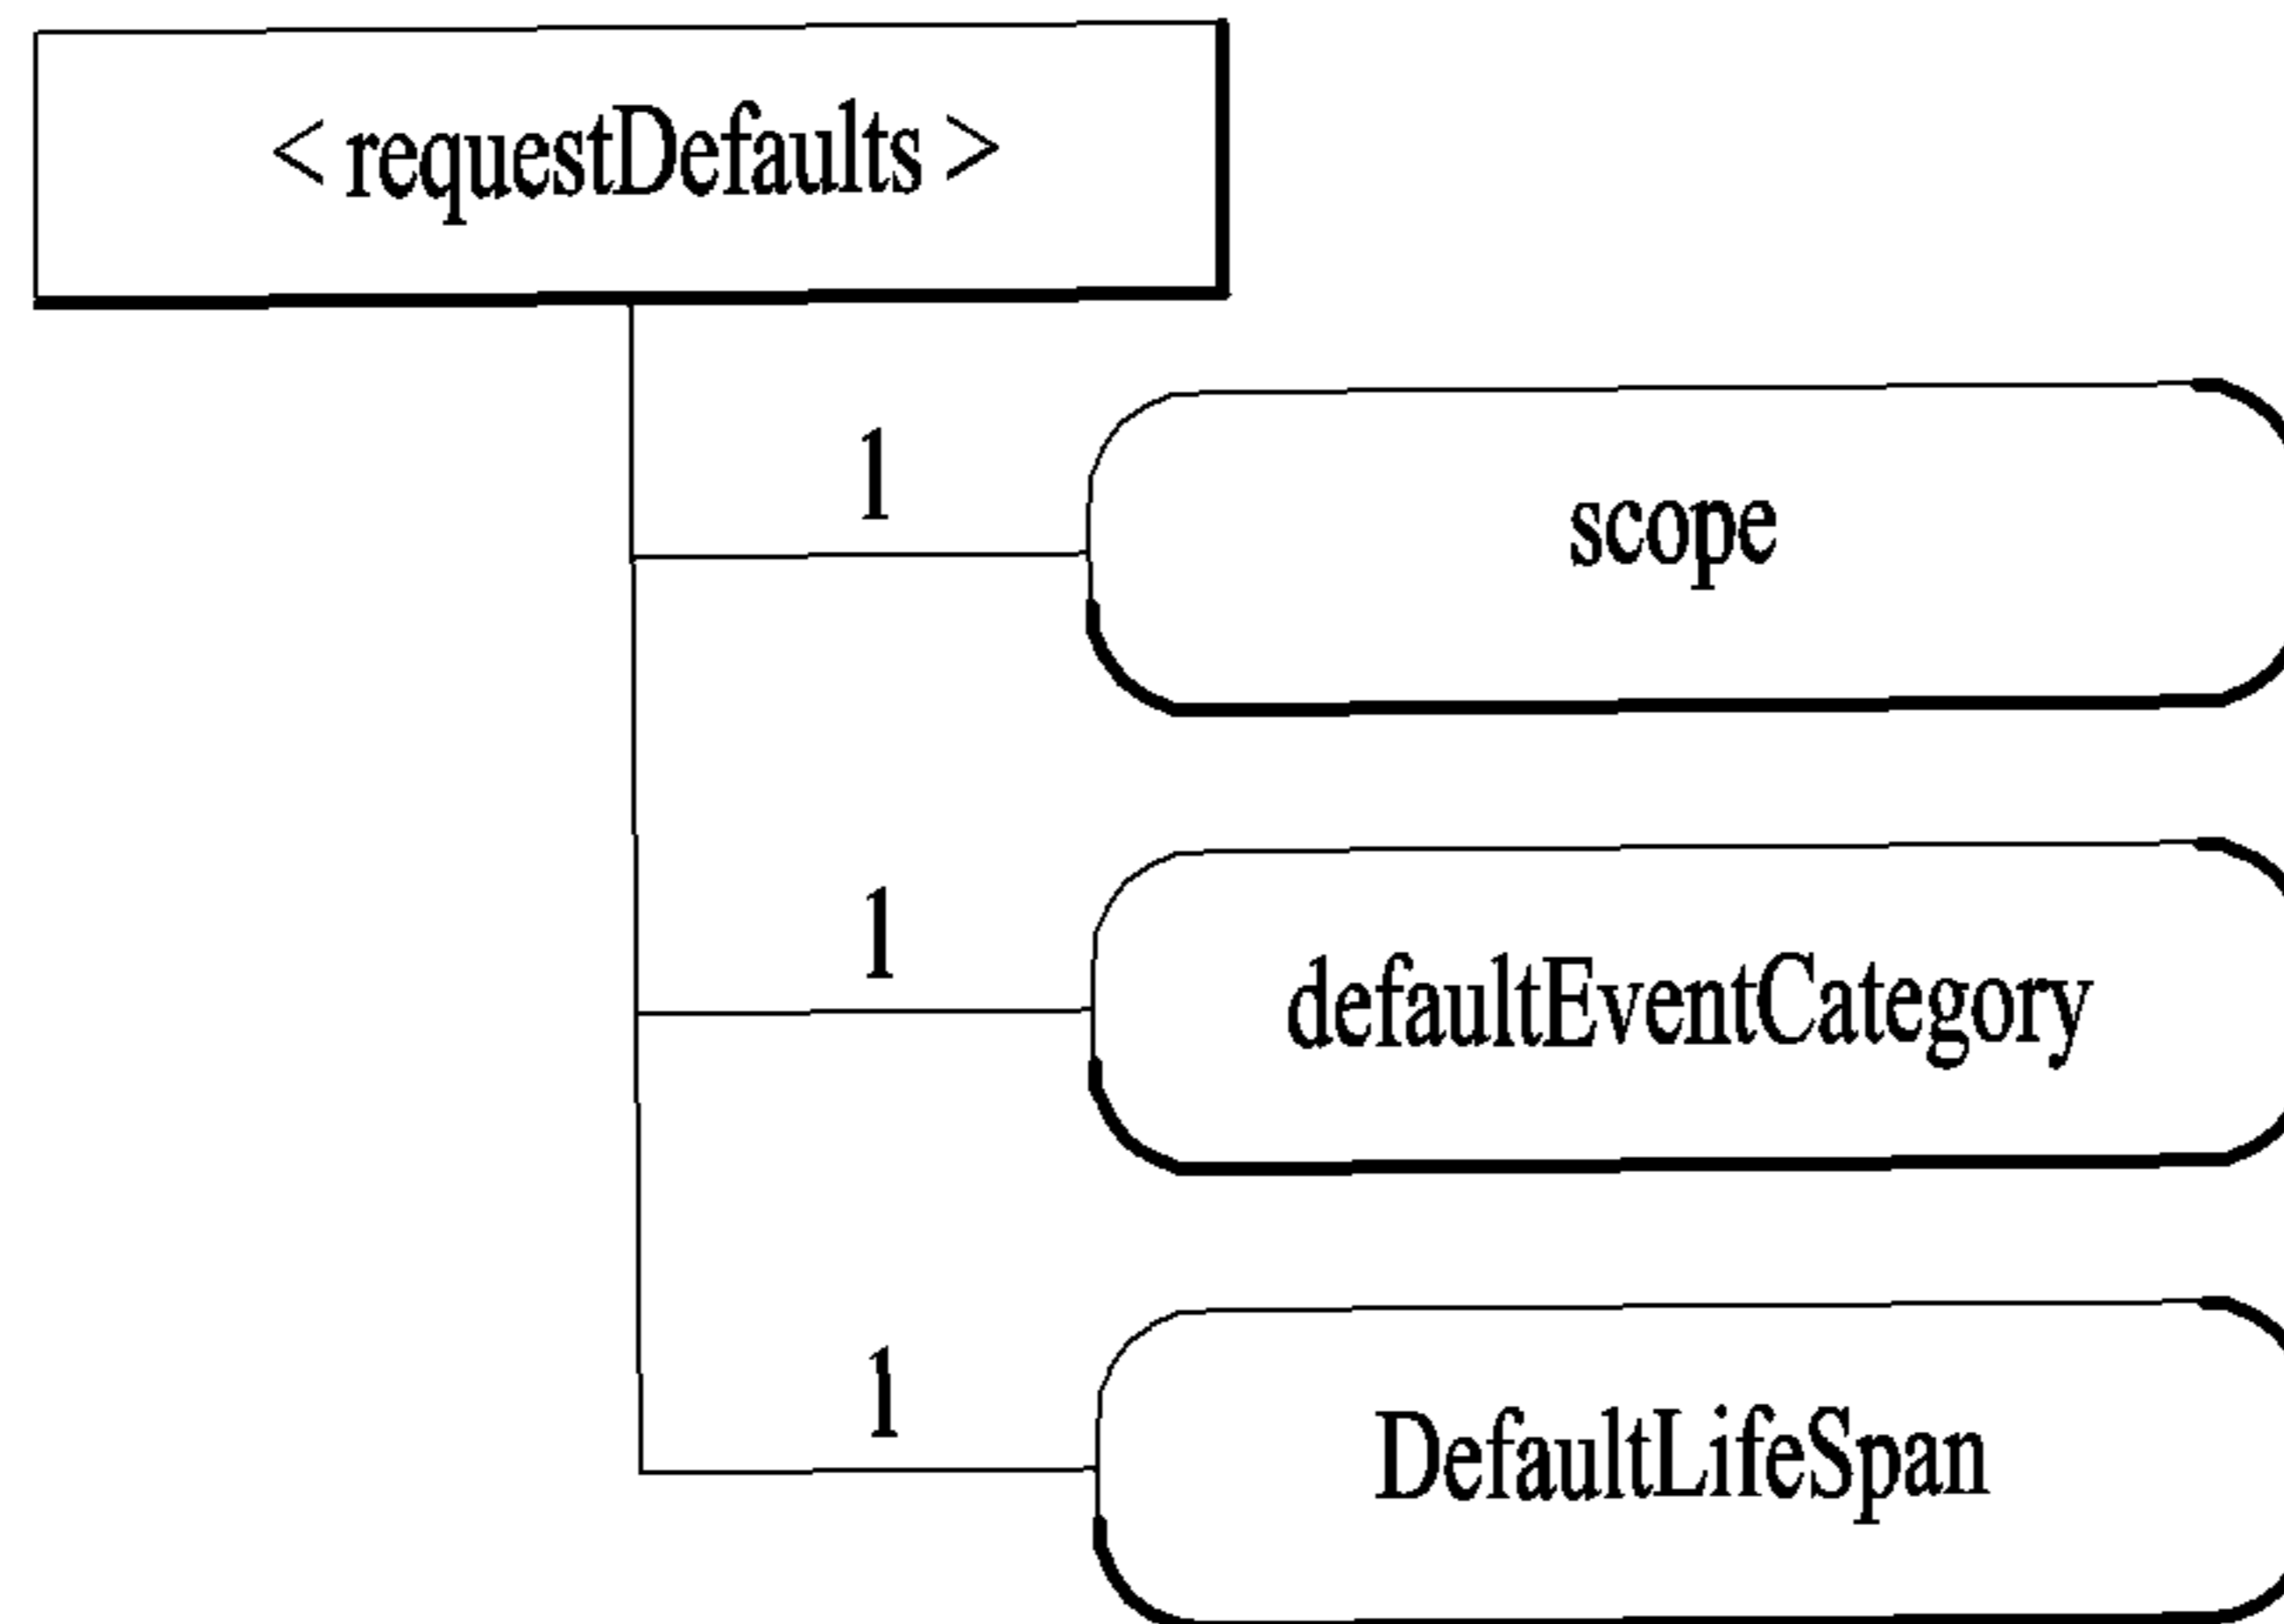 < requestDefaults >
1
scope
1
defaultEventCategory
1
DefaultLifeSpan